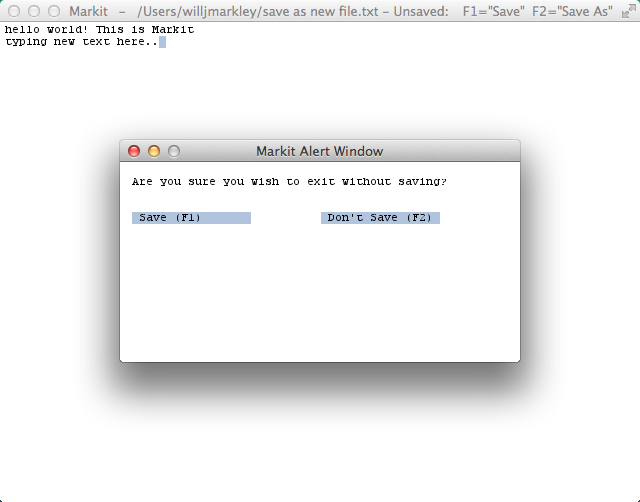 Markit  -  /Users/willjmarkley/save as new file.txt - Unsaved:   F1="Save"  F2="Save As"
hello world! This is Markit
typing new text here..
Markit Alert Window
Are you sure you wish to exit without saving?
Save (F1)
Don't Save (F2)